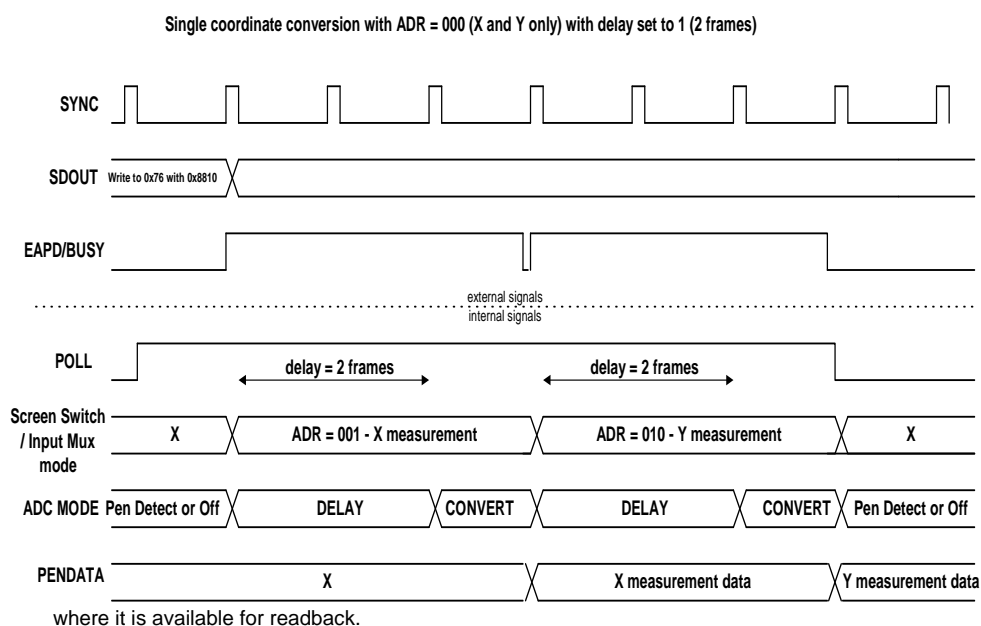 Single coordinate conversion with ADR = 000 (X and Y only) with delay set to 1 (2 frames)
SYNC
SDOUT Write to 0x76 with 0x8810
EAPD/BUSY
external signals
internal signals
POLL delay = 2 frames delay = 2 frames
Screen Switch
/ Input Mux
mode
X ADR = 001 - X measurement ADR = 010 - Y measurement X
ADC MODE Pen Detect or Off DELAY CONVERT DELAY CONVERT Pen Detect or Off
PENDATA X X measurement data Y measurement data
where it is available for readback.